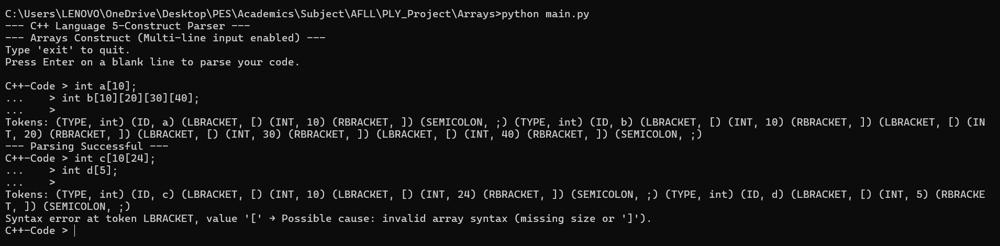 C:\Users\LENOVO\OneDrive\Desktop\PES\Academics\Subject\AFLL\PLY_Project\Arrays>python main.py
--- C++ Language 5-Construct Parser ---
--- Arrays Construct (Multi-line input enabled) ---
Type 'exit' to quit.
Press Enter on a blank line to parse your code.

C++-Code > int a[10];
...    > int b[10][20][30][40];
...    >
Tokens: (TYPE, int) (ID, a) (LBRACKET, [) (INT, 10) (RBRACKET, ]) (SEMICOLON, ;) (TYPE, int) (ID, b) (LBRACKET, [) (INT, 10) (RBRACKET, ]) (LBRACKET, [) (IN
T, 20) (RBRACKET, ]) (LBRACKET, [) (INT, 30) (RBRACKET, ]) (LBRACKET, [) (INT, 40) (RBRACKET, ]) (SEMICOLON, ;)
--- Parsing Successful ---
C++-Code > int c[10[24];
...    > int d[5];
...    >
Tokens: (TYPE, int) (ID, c) (LBRACKET, [) (INT, 10) (LBRACKET, [) (INT, 24) (RBRACKET, ]) (SEMICOLON, ;) (TYPE, int) (ID, d) (LBRACKET, [) (INT, 5) (RBRACKE
T, ]) (SEMICOLON, ;)
Syntax error at token LBRACKET, value '[' → Possible cause: invalid array syntax (missing size or ']').
C++-Code >